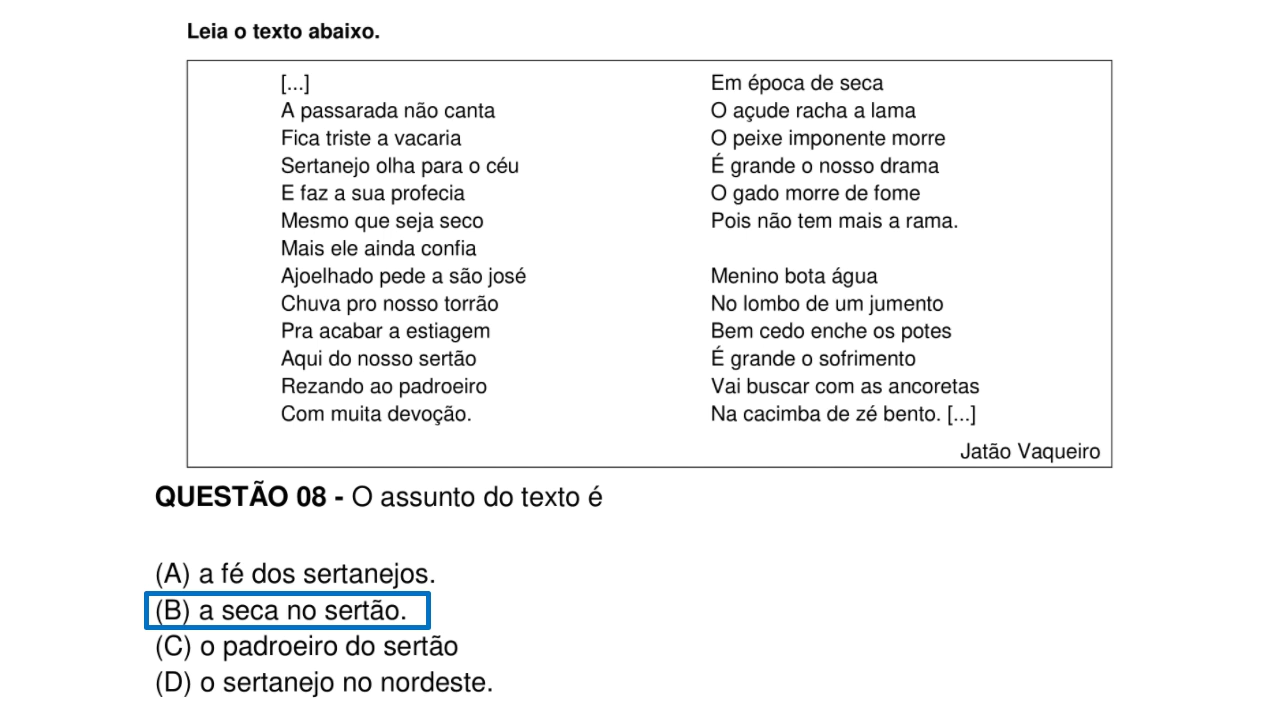 Leia o texto abaixo.
[...]
A passarada não canta
Fica triste a vacaria
Sertanejo olha para o céu
E faz a sua profecia
Mesmo que seja seco
Mais ele ainda confia
Ajoelhado pede a são josé
Chuva pro nosso torrão
Pra acabar a estiagem
Aqui do nosso sertão
Rezando ao padroeiro
Com muita devoção.
Em época de seca
O açude racha a lama
O peixe imponente morre
É grande o nosso drama
O gado morre de fome
Pois não tem mais a rama.
Menino bota água
No lombo de um jumento
Bem cedo enche os potes
É grande o sofrimento
Vai buscar com as ancoretas
Na cacimba de zé bento. [...]
Jatão Vaqueiro
QUESTÃO 08 - O assunto do texto é
(A) a fé dos sertanejos.
(B) a seca no sertão.
(C) o padroeiro do sertão
(D) o sertanejo no nordeste.